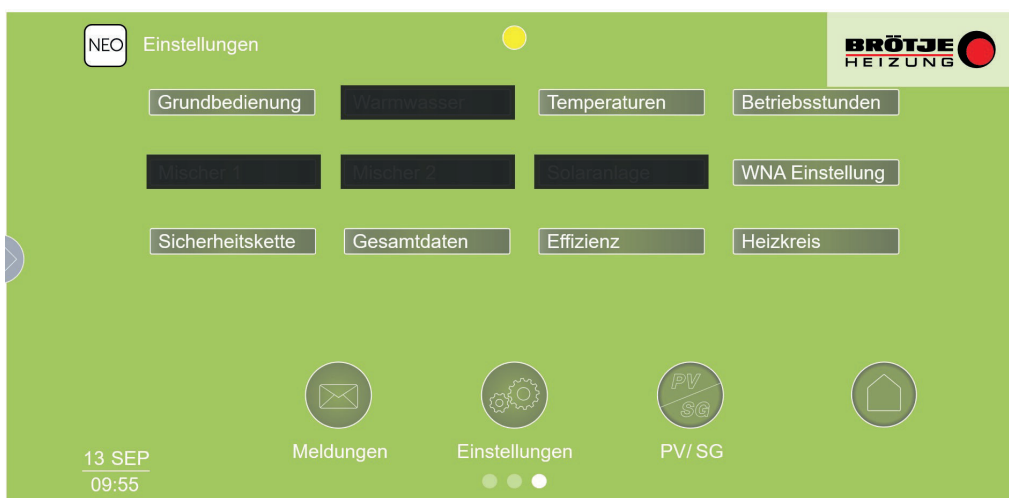 NEO Einstellungen
BRÖTJE
HEIZUNG
Grundbedienung Warmwasser Temperaturen Betriebsstunden
Mischer 1 Mischer 2 Solaranlage WNA Einstellung
Sicherheitskette Gesamtdaten Effizienz Heizkreis
PV
SG
Meldungen Einstellungen PV/ SG
13 SEP
09:55